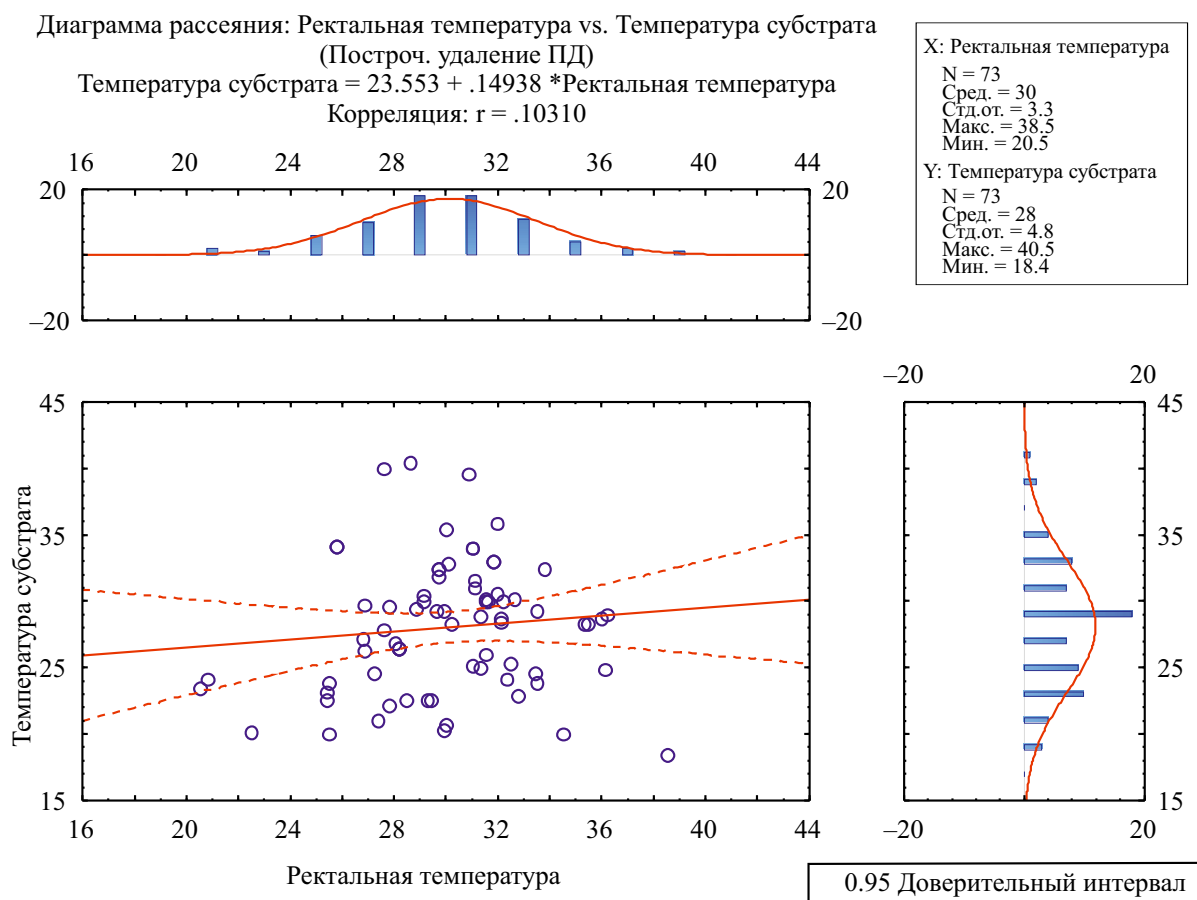 Диаграмма рассеяния: Ректальная температура vs. Температура субстрата
(Построч. удаление ПД)
Температура субстрата = 23.553 + .14938 *Ректальная температура
Корреляция: r = .10310
X: Ректальная температура
N = 73
Сред. = 30
Стд.от. = 3.3
Макс. = 38.5
Мин. = 20.5
Y: Температура субстрата
N = 73
Сред. = 28
Стд.от. = 4.8
Макс. = 40.5
Мин. = 18.4
16 20 24 28 32 36 40 44
20 20
–20 –20
–20 20
45 45
35 35
25 25
15 15
Температура субстрата
16 20 24 28 32 36 40 44
–20 20
Ректальная температура
0.95 Доверительный интервал